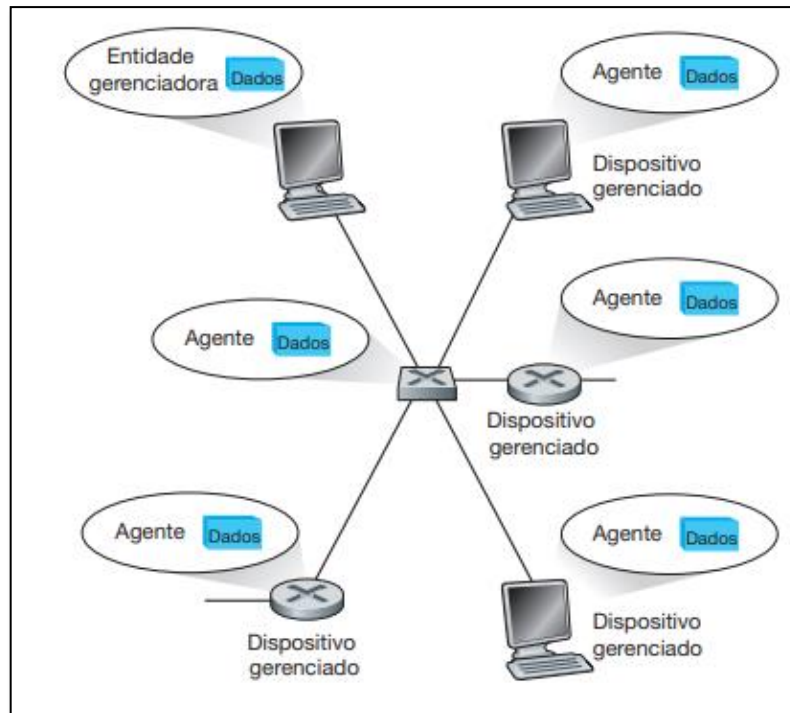 Entidade
gerenciadora
Dados
Agente
Dados
Dispositivo
gerenciado
Agente
Dados
Agente
Dados
Dispositivo
gerenciado
Agente
Dados
Dispositivo
gerenciado
Agente
Dados
Dispositivo
gerenciado